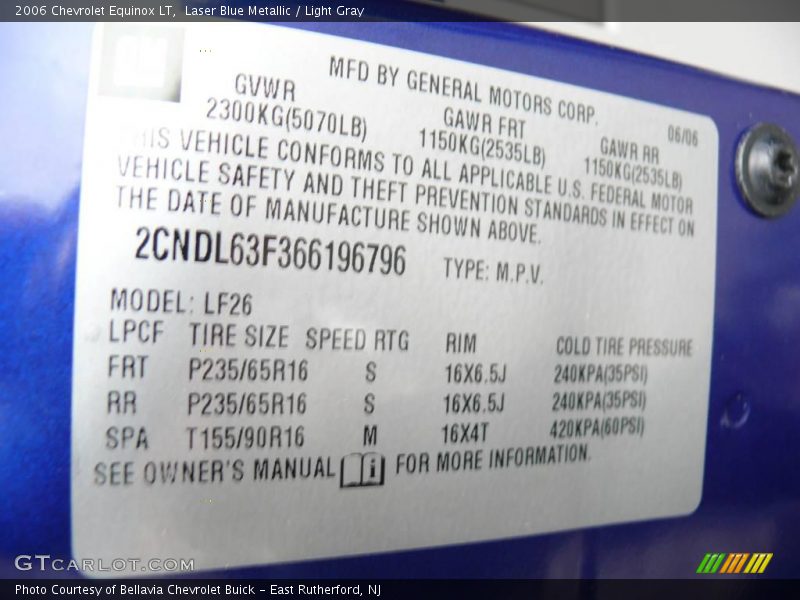 2006 Chevrolet Equinox LT, Laser Blue Metallic / Light Gray
MFD BY GENERAL MOTORS CORP.
06/06
GVWR GAWR FRT GAWR RR
2300KG(5070LB) 1150KG(2535LB) 1150KG(2535LB)
THIS VEHICLE CONFORMS TO ALL APPLICABLE U.S. FEDERAL MOTOR
VEHICLE SAFETY AND THEFT PREVENTION STANDARDS IN EFFECT ON
THE DATE OF MANUFACTURE SHOWN ABOVE.
2CNDL63F366196796 TYPE: M.P.V.
MODEL: LF26
LPCF TIRE SIZE SPEED RTG RIM COLD TIRE PRESSURE
FRT P235/65R16 S 16X6.5J 240KPA(35PSI)
RR P235/65R16 S 16X6.5J 240KPA(35PSI)
SPA T155/90R16 M 16X4T 420KPA(60PSI)
SEE OWNER'S MANUAL FOR MORE INFORMATION.
GTCARLOT.COM
Photo Courtesy of Bellavia Chevrolet Buick - East Rutherford, NJ